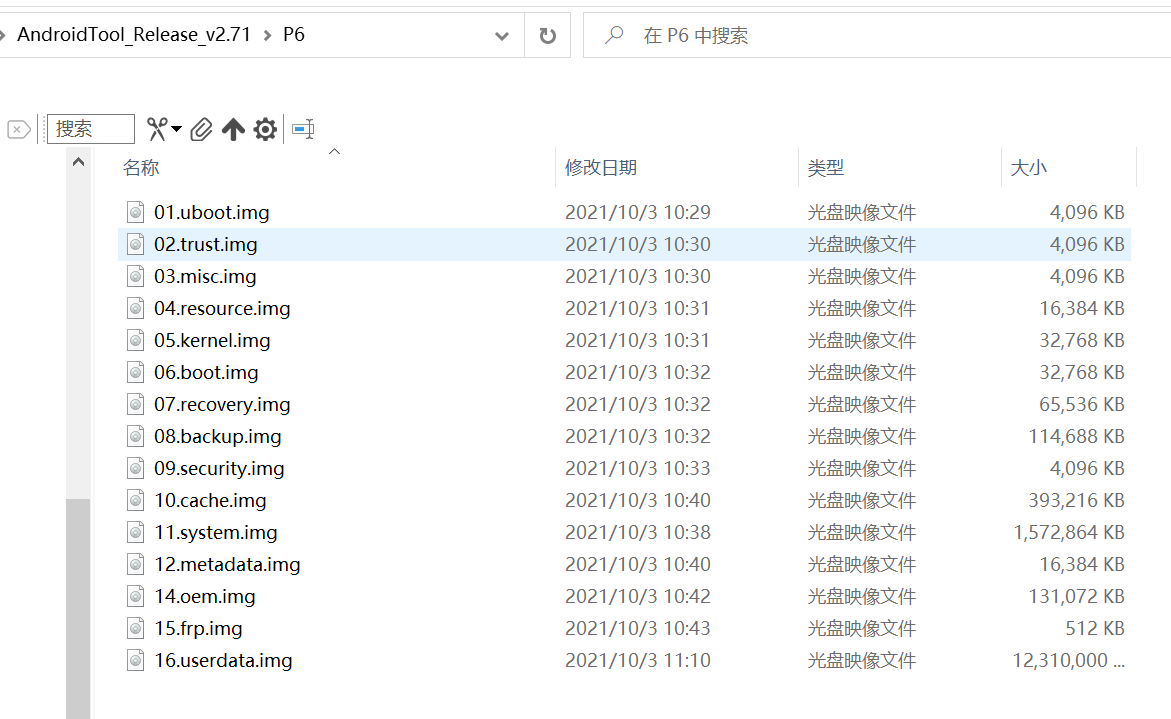 AndroidTool_Release_v2.71 > P6
在 P6 中搜索
搜索
名称 修改日期 类型 大小
01.uboot.img 2021/10/3 10:29 光盘映像文件 4,096 KB
02.trust.img 2021/10/3 10:30 光盘映像文件 4,096 KB
03.misc.img 2021/10/3 10:30 光盘映像文件 4,096 KB
04.resource.img 2021/10/3 10:31 光盘映像文件 16,384 KB
05.kernel.img 2021/10/3 10:31 光盘映像文件 32,768 KB
06.boot.img 2021/10/3 10:32 光盘映像文件 32,768 KB
07.recovery.img 2021/10/3 10:32 光盘映像文件 65,536 KB
08.backup.img 2021/10/3 10:32 光盘映像文件 114,688 KB
09.security.img 2021/10/3 10:33 光盘映像文件 4,096 KB
10.cache.img 2021/10/3 10:40 光盘映像文件 393,216 KB
11.system.img 2021/10/3 10:38 光盘映像文件 1,572,864 KB
12.metadata.img 2021/10/3 10:40 光盘映像文件 16,384 KB
14.oem.img 2021/10/3 10:42 光盘映像文件 131,072 KB
15.frp.img 2021/10/3 10:43 光盘映像文件 512 KB
16.userdata.img 2021/10/3 11:10 光盘映像文件 12,310,000 ...